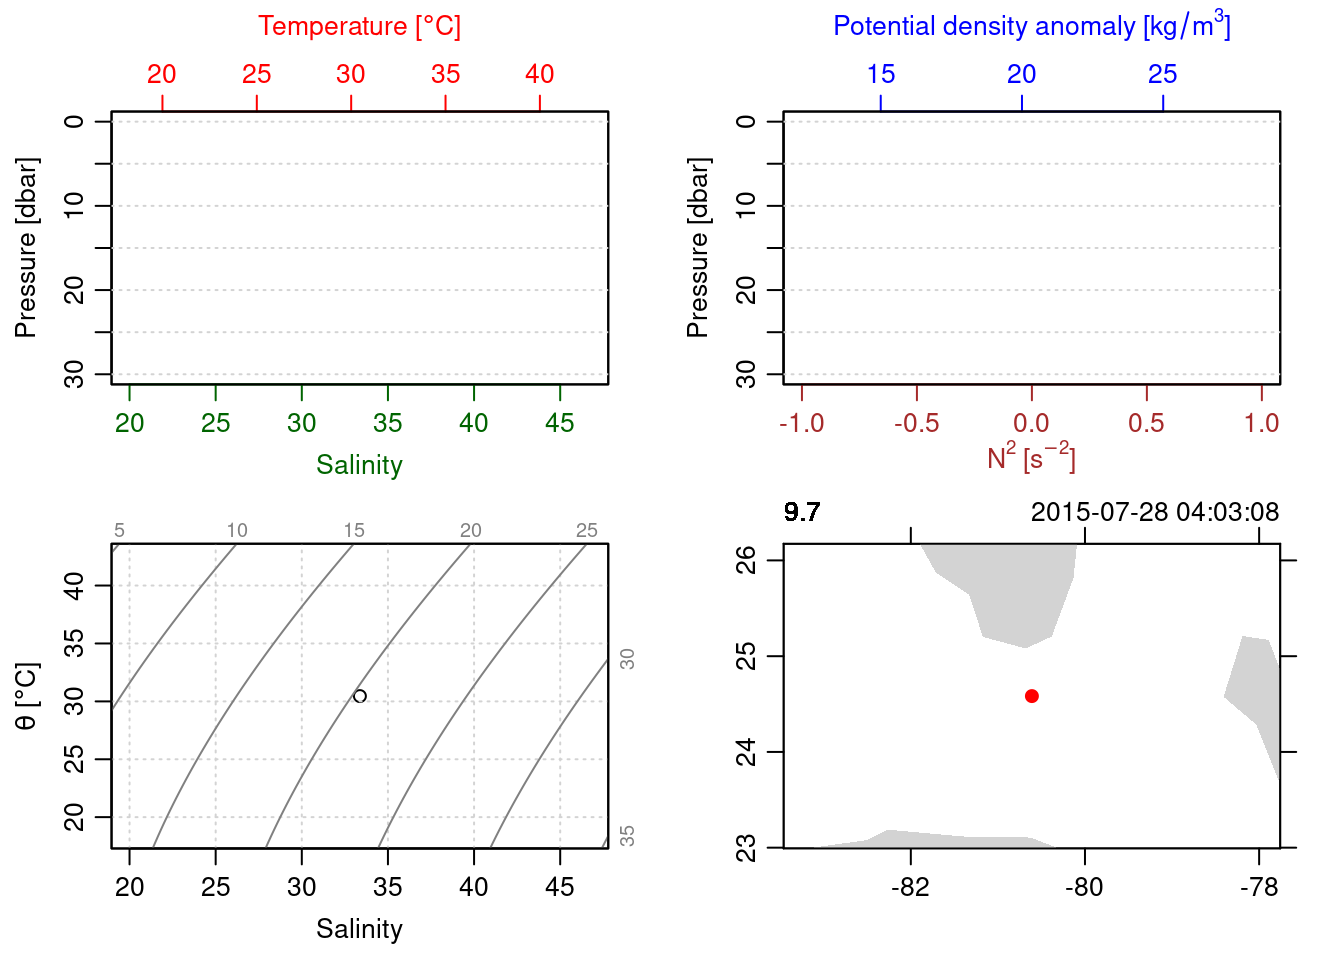 Temperature [°C]
20 25 30 35 40
Pressure [dbar]
0
10
20
30
20 25 30 35 40 45
Salinity
Potential density anomaly [kg/m³]
15 20 25
Pressure [dbar]
0
10
20
30
-1.0 -0.5 0.0 0.5 1.0
N² [s⁻²]
5 10 15 20 25
30
35
θ [°C]
40
35
30
25
20
20 25 30 35 40 45
Salinity
9.7 2015-07-28 04:03:08
26
25
24
23
-82 -80 -78